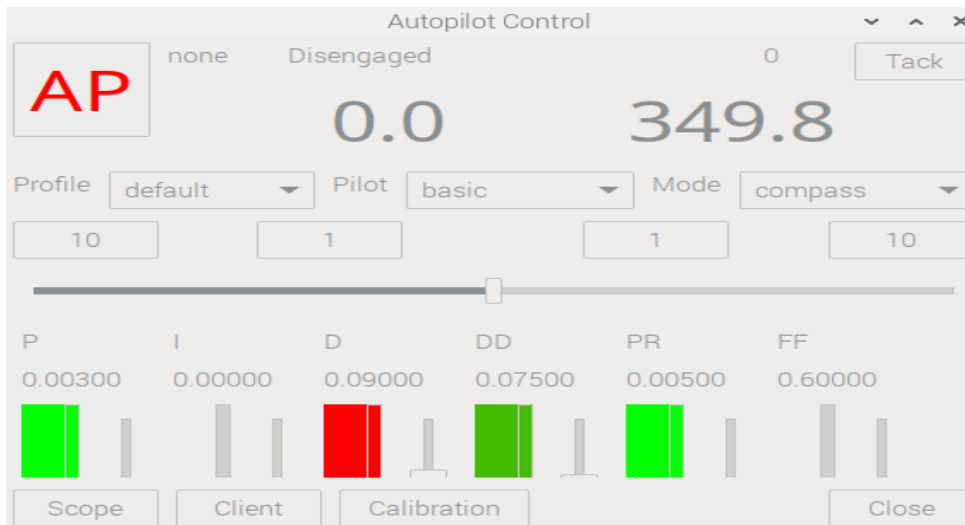 Autopilot Control
AP none Disengaged 0 Tack
0.0 349.8
Profile default Pilot basic Mode compass
10 1 1 10
P I D DD PR FF
0.00300 0.00000 0.09000 0.07500 0.00500 0.60000
Scope Client Calibration Close